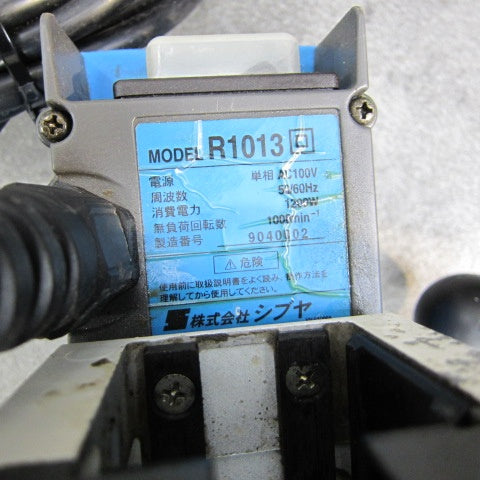 MODEL R1013
電源 単相 AC100V
周波数 50/60Hz
消費電力 1200W
無負荷回転数 1000min⁻¹
製造番号 9040002
⚠危険
使用前に取扱説明書をよく読み、操作方法を
理解してから使用してください。
株式会社シブヤ